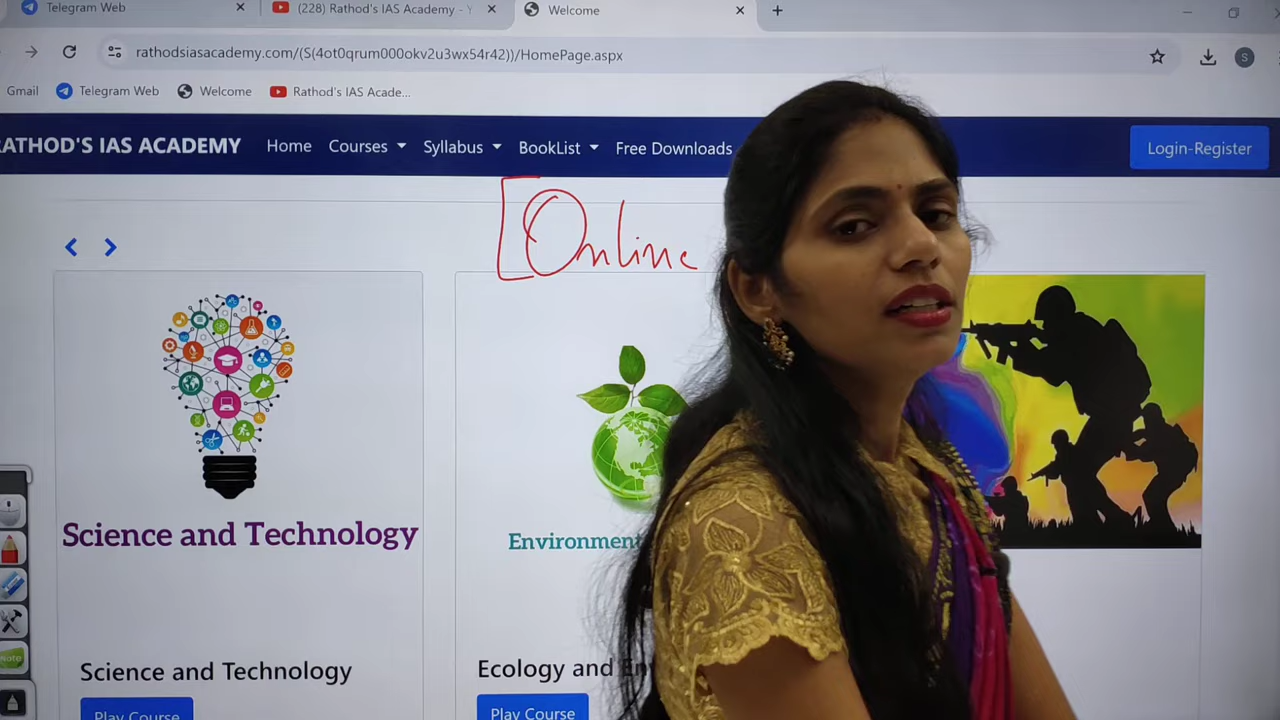 Telegram Web
(228) Rathod's IAS Academy - Y
Welcome
rathodsiasacademy.com/(S(4ot0qrum000okv2u3wx54r42))/HomePage.aspx
S
Gmail
Telegram Web
Welcome
Rathod's IAS Acade...
ATHOD'S IAS ACADEMY
Home
Courses
Syllabus
BookList
Free Downloads
Login-Register
Online
Science and Technology
Environment
Science and Technology
Ecology and En
Play Course
Play Course
Note